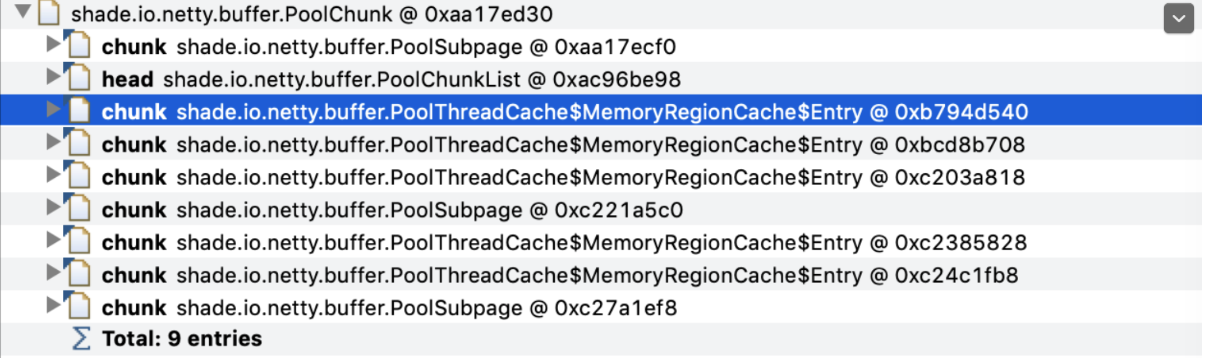 shade.io.netty.buffer.PoolChunk @ 0xaa17ed30
chunk shade.io.netty.buffer.PoolSubpage @ 0xaa17ecf0
head shade.io.netty.buffer.PoolChunkList @ 0xac96be98
chunk shade.io.netty.buffer.PoolThreadCache$MemoryRegionCache$Entry @ 0xb794d540
chunk shade.io.netty.buffer.PoolThreadCache$MemoryRegionCache$Entry @ 0xbcd8b708
chunk shade.io.netty.buffer.PoolThreadCache$MemoryRegionCache$Entry @ 0xc203a818
chunk shade.io.netty.buffer.PoolSubpage @ 0xc221a5c0
chunk shade.io.netty.buffer.PoolThreadCache$MemoryRegionCache$Entry @ 0xc2385828
chunk shade.io.netty.buffer.PoolThreadCache$MemoryRegionCache$Entry @ 0xc24c1fb8
chunk shade.io.netty.buffer.PoolSubpage @ 0xc27a1ef8
Σ Total: 9 entries